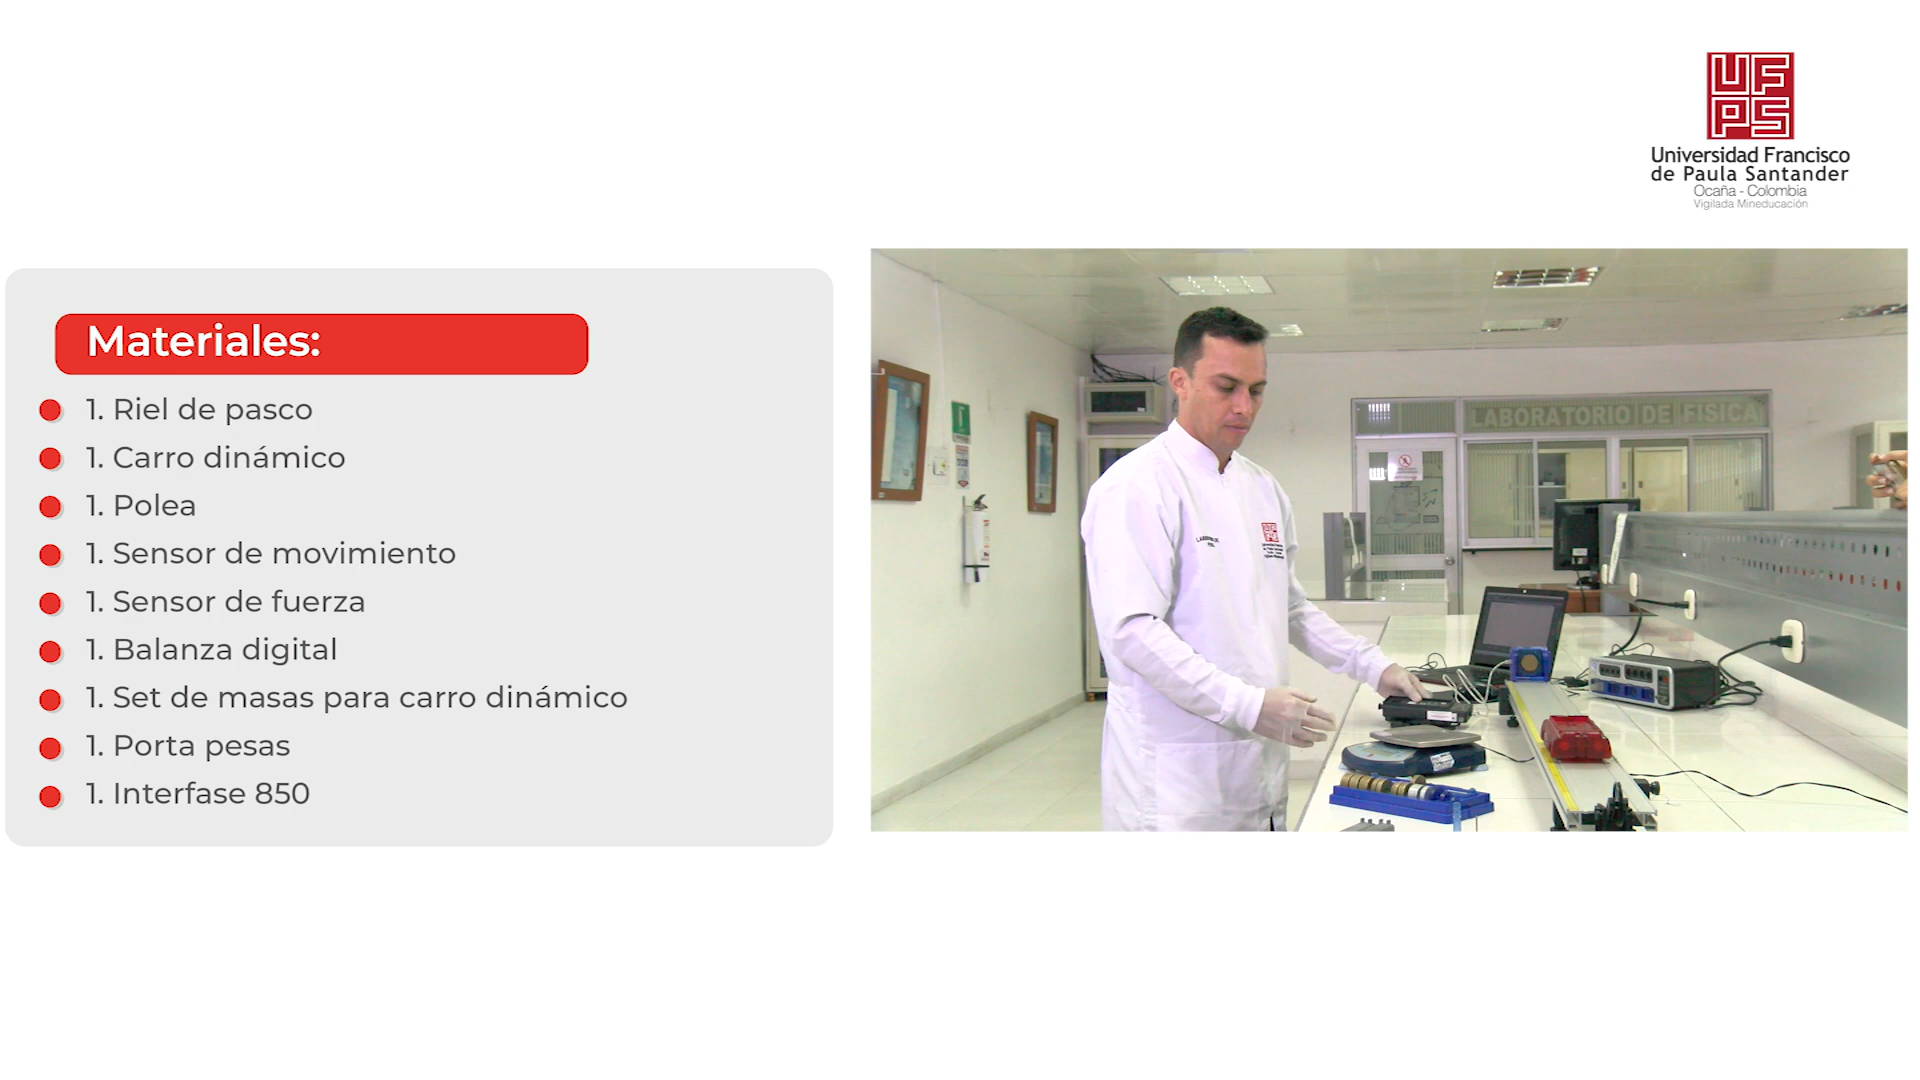 UF
PS
Universidad Francisco
de Paula Santander
Ocaña - Colombia
Vigilada Mineducación
Materiales:
1. Riel de pasco
1. Carro dinámico
1. Polea
1. Sensor de movimiento
1. Sensor de fuerza
1. Balanza digital
1. Set de masas para carro dinámico
1. Porta pesas
1. Interfase 850
LABORATORIO DE FISICA